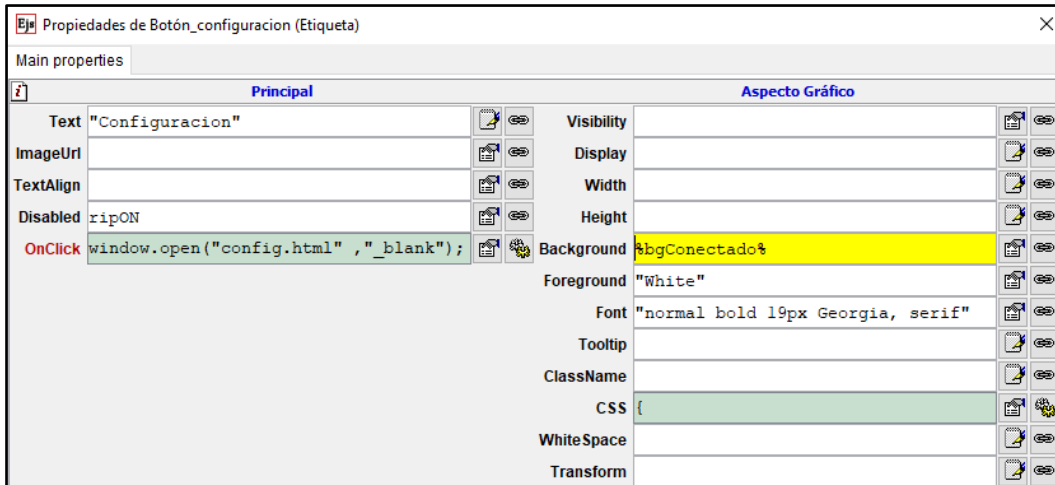 Ejs Propiedades de Botón_configuracion (Etiqueta)
Main properties
Principal
Text "Configuracion"
ImageUrl
TextAlign
Disabled ripON
OnClick window.open("config.html" ,"_blank");
Aspecto Gráfico
Visibility
Display
Width
Height
Background %bgConectado%
Foreground "White"
Font "normal bold 19px Georgia, serif"
Tooltip
ClassName
CSS {
WhiteSpace
Transform